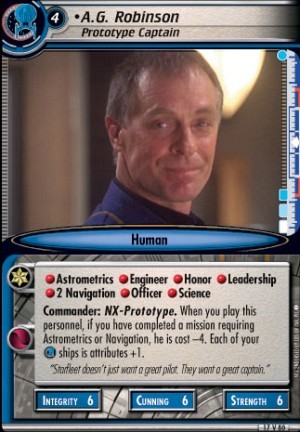 4
•A.G. Robinson
Prototype Captain
Human
• Astrometrics • Engineer • Honor • Leadership
• 2 Navigation • Officer • Science
Commander: NX-Prototype. When you play this
personnel, if you have completed a mission requiring
Astrometrics or Navigation, he is cost –4. Each of your
ships is attributes +1.
"Starfleet doesn't just want a great pilot. They want a great captain."
INTEGRITY 6
CUNNING 6
STRENGTH 6
17 V 86